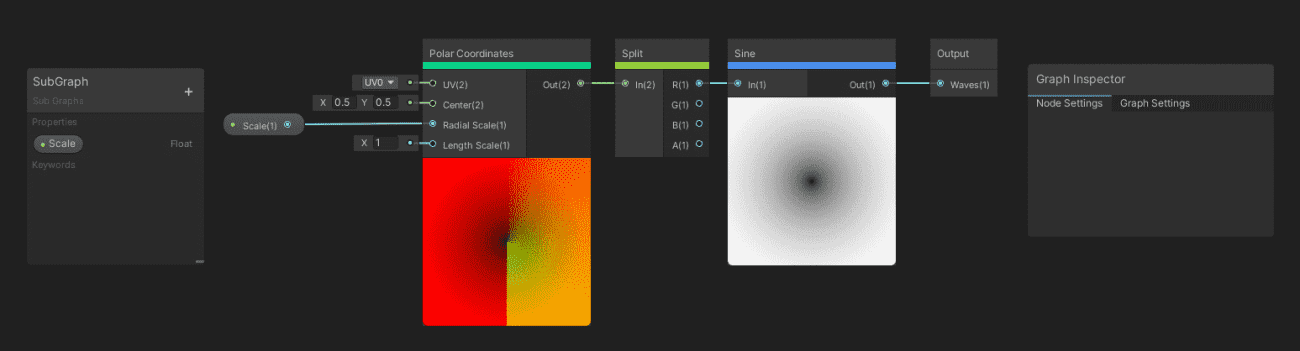 SubGraph
Sub Graphs
+
Properties
Scale Float
Keywords
Scale(1)
UV0
X 0.5 Y 0.5
X 1
Polar Coordinates
UV(2) Out(2)
Center(2)
Radial Scale(1)
Length Scale(1)
Split
In(2) R(1)
G(1)
B(1)
A(1)
Sine
In(1) Out(1)
Output
Waves(1)
Graph Inspector
Node Settings Graph Settings